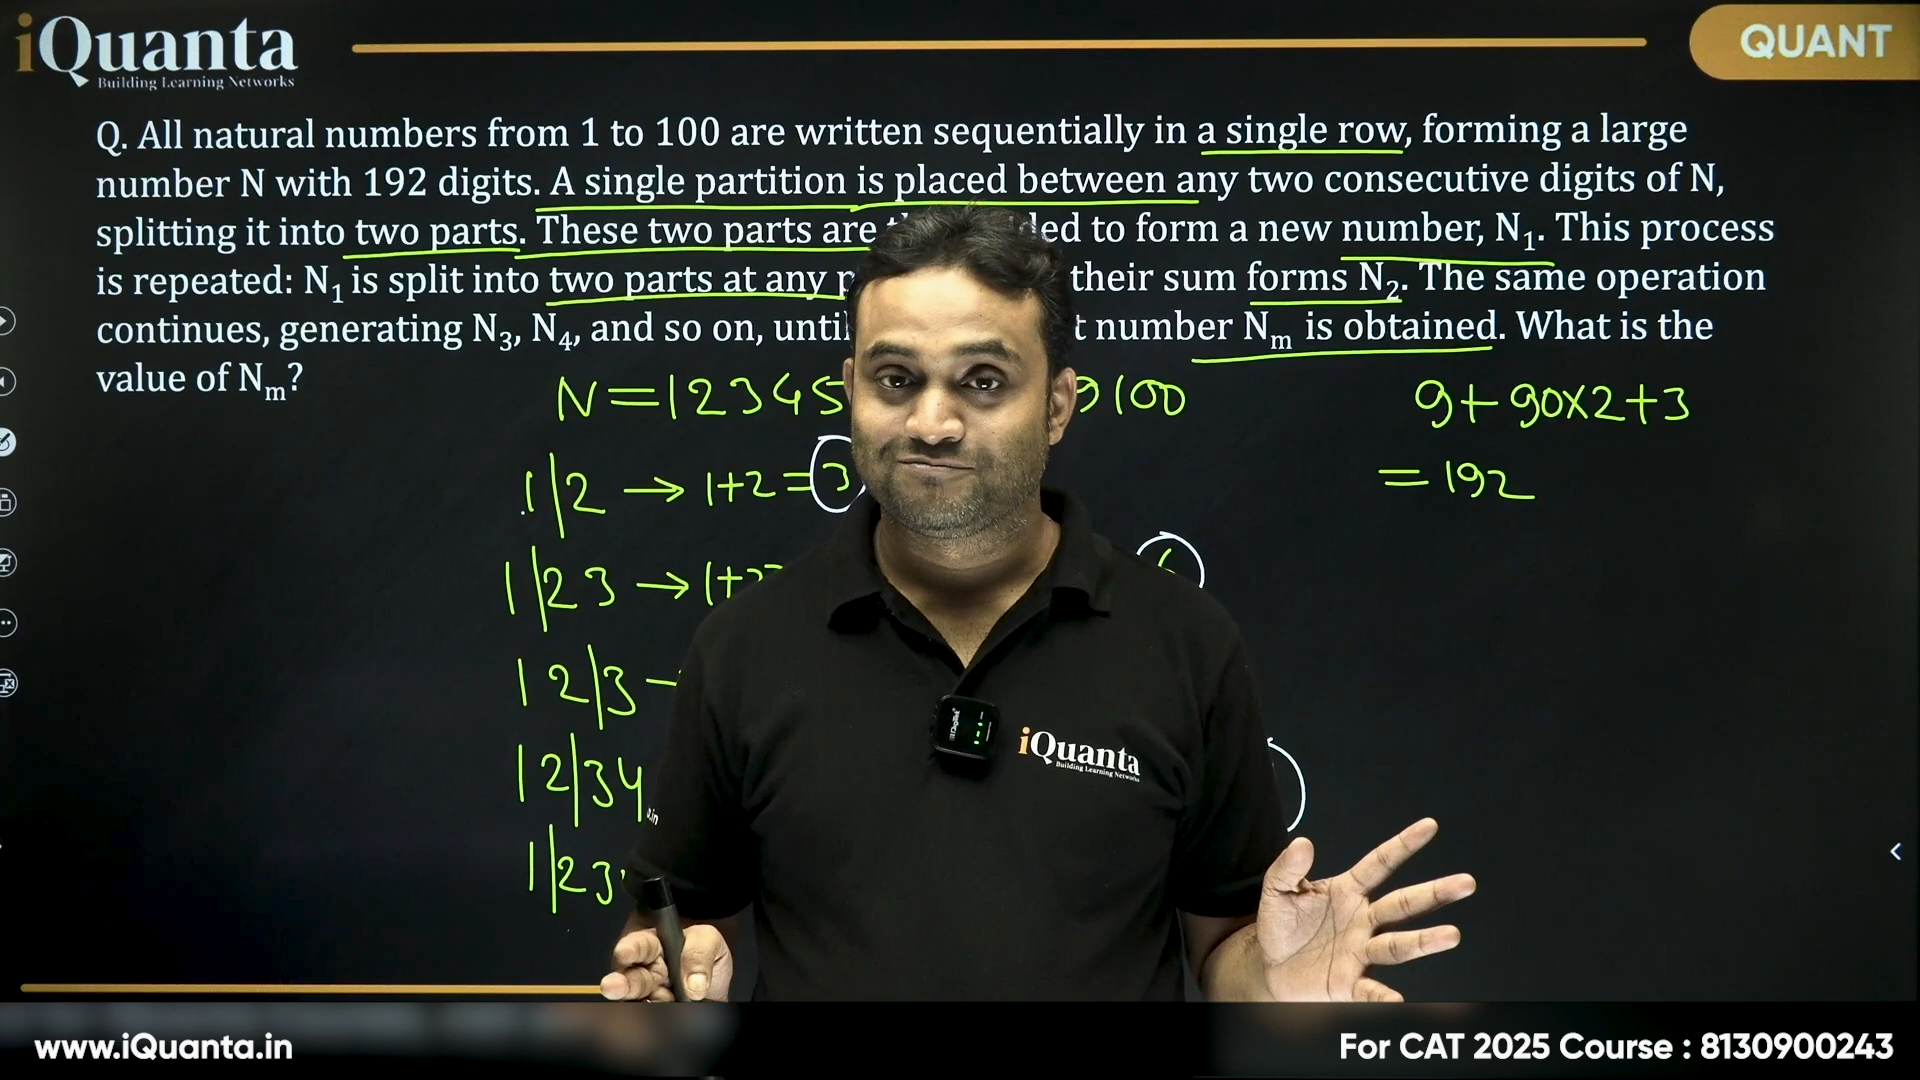 iQuanta
Building Learning Networks
QUANT
Q. All natural numbers from 1 to 100 are written sequentially in a single row, forming a large
number N with 192 digits. A single partition is placed between any two consecutive digits of N,
splitting it into two parts. These two parts are ded to form a new number, N₁. This process
is repeated: N₁ is split into two parts at any p their sum forms N₂. The same operation
continues, generating N₃, N₄, and so on, until t number Nₘ is obtained. What is the
value of Nₘ?
N=12345 9100
9+90×2+3
=192
1|2 → 1+2=3
1|23 → 1+23
12|3
12|34
1|23
iQuanta
Building Learning Networks
www.iQuanta.in
For CAT 2025 Course : 8130900243